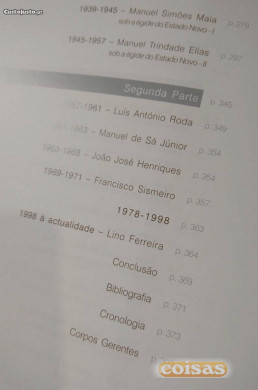 CustoJusto.pt
1939-1945 – Manuel Simões Maia p. 279
sob a égide do Estado Novo - I
1945-1957 – Manuel Trindade Elias p. 297
sob a égide do Estado Novo - II
Segunda Parte p. 345
-1961 – Luís António Roda p. 349
1963 – Manuel de Sá Júnior p. 354
1963-1969 – João José Henriques p. 354
1969-1971 – Francisco Sismeiro p. 357
1978-1998 p. 363
1998 à actualidade – Lino Ferreira p. 364
Conclusão p. 369
Bibliografia p. 371
Cronologia p. 373
Corpos Gerentes p.
coisas